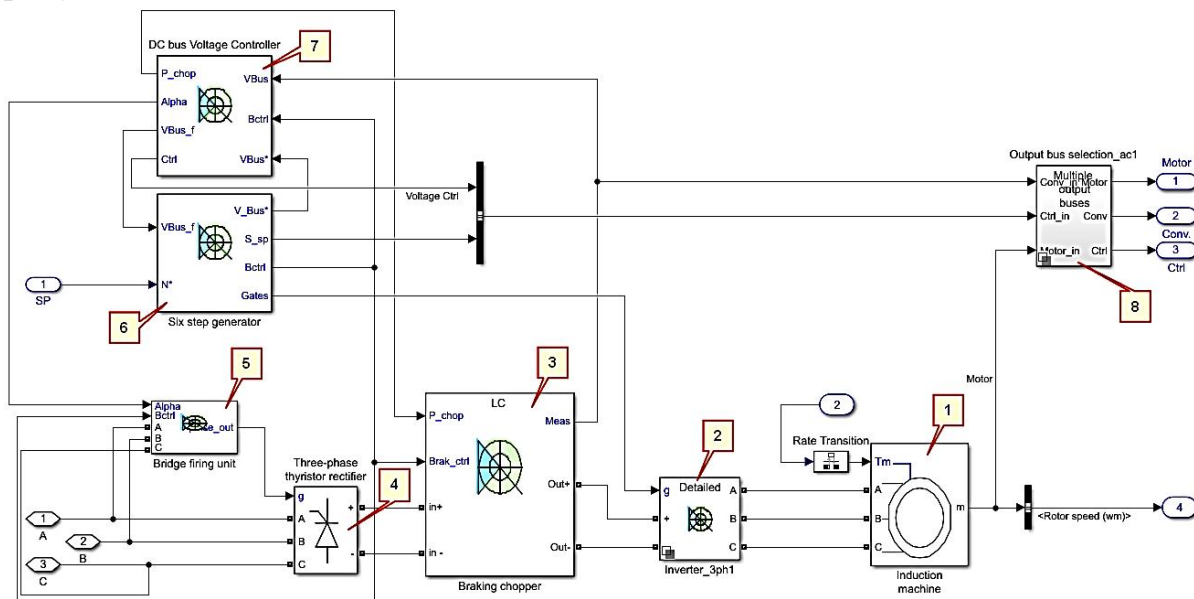 DC bus Voltage Controller
7
P_chop
VBus
Alpha
Bctrl
VBus_f
Ctrl
VBus*
Voltage Ctrl
V_Bus*
VBus_f
S_sp
Bctrl
N*
Gates
1
SP
6
Six step generator
Output bus selection_ac1
Multiple
output
buses
Conv_in
Motor
Ctrl_in
Conv
Motor_in
Ctrl
Motor
1
2
Conv.
3
Ctrl
8
5
Alpha
Bctrl
A
B
C
Bridge firing unit
Three-phase
thyristor rectifier
4
g
A
B
C
+
-
1
A
2
B
3
C
3
LC
P_chop
Meas
Brak_ctrl
Out+
in+
in -
Out-
Braking chopper
2
g
Detailed
A
+
B
-
C
Inverter_3ph1
2
Rate Transition
Motor
1
Tm
A
B
C
m
Induction
machine
<Rotor speed (wm)>
4